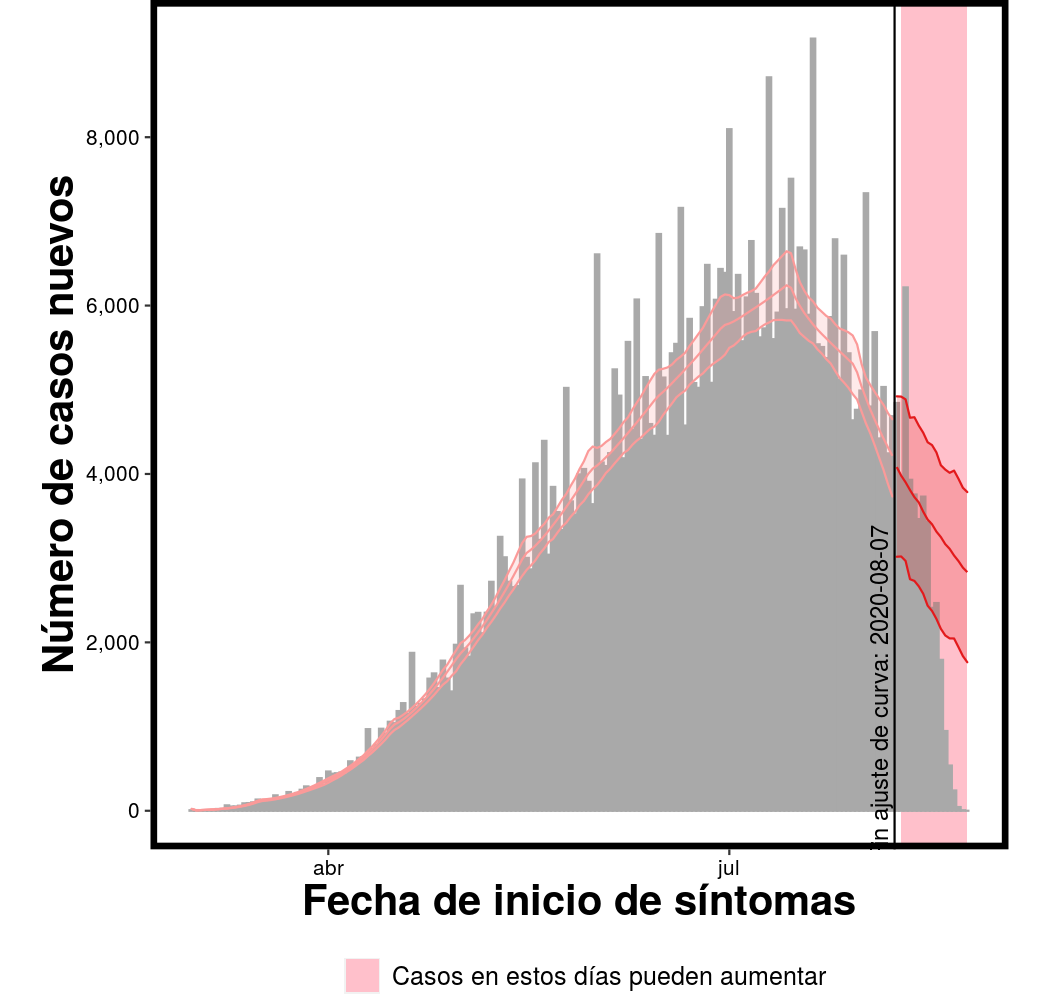 Número de casos nuevos
8,000
6,000
4,000
2,000
0
in ajuste de curva: 2020-08-07
abr
jul
Fecha de inicio de síntomas
Casos en estos días pueden aumentar